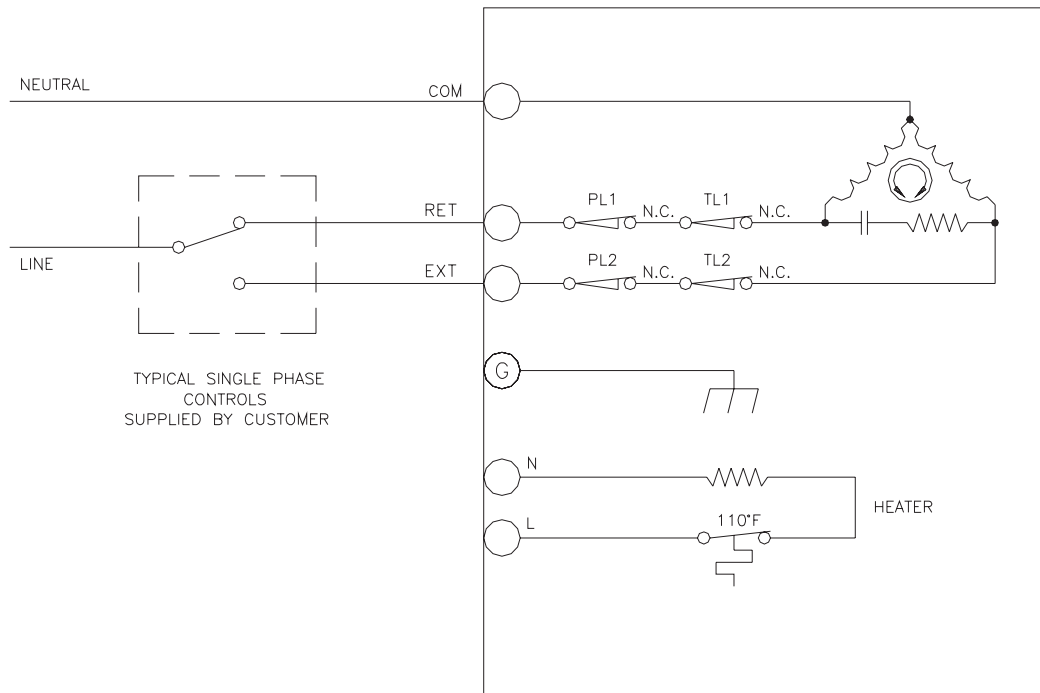 NEUTRAL
COM
PL1
TL1
RET
N.C.
N.C.
LINE
PL2
TL2
EXT
N.C.
N.C.
TYPICAL SINGLE PHASE
CONTROLS
SUPPLIED BY CUSTOMER
G
N
HEATER
L
110°F